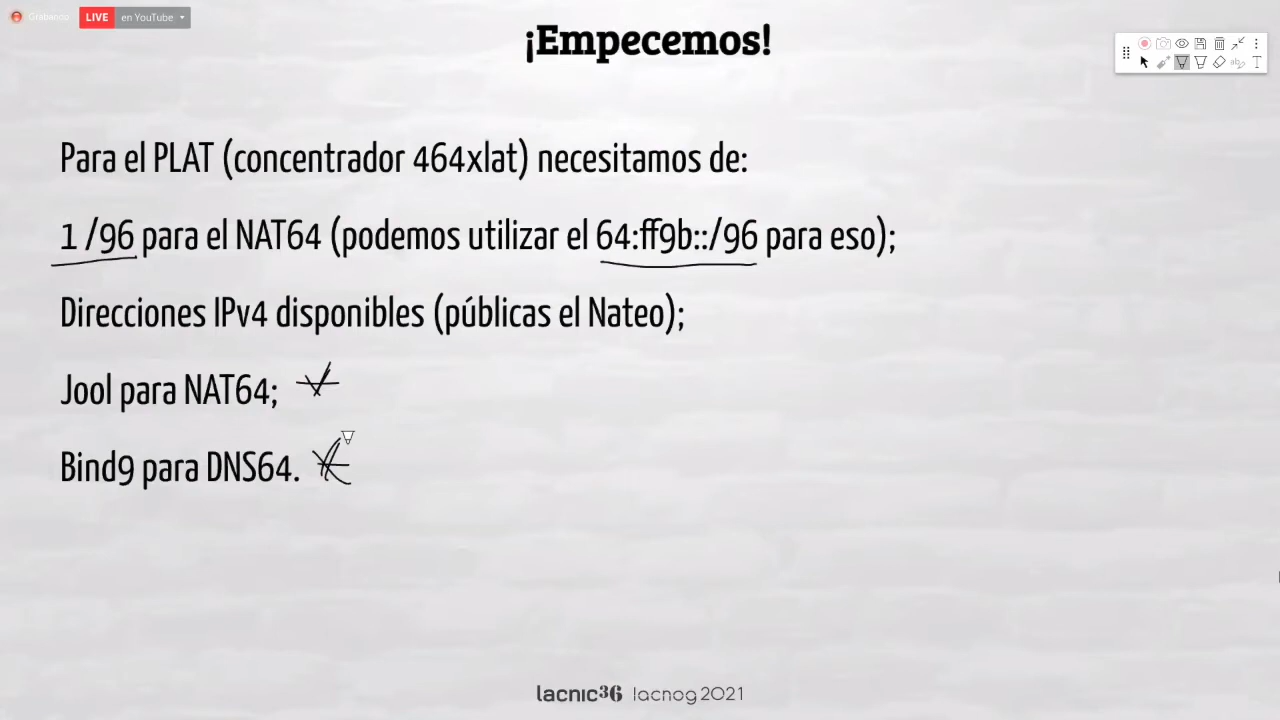 Grabando
LIVE en YouTube
¡Empecemos!
Para el PLAT (concentrador 464xlat) necesitamos de:
1 /96 para el NAT64 (podemos utilizar el 64:ff9b::/96 para eso);
Direcciones IPv4 disponibles (públicas el Nateo);
Jool para NAT64;
Bind9 para DNS64.
lacnic36 lacnog2021